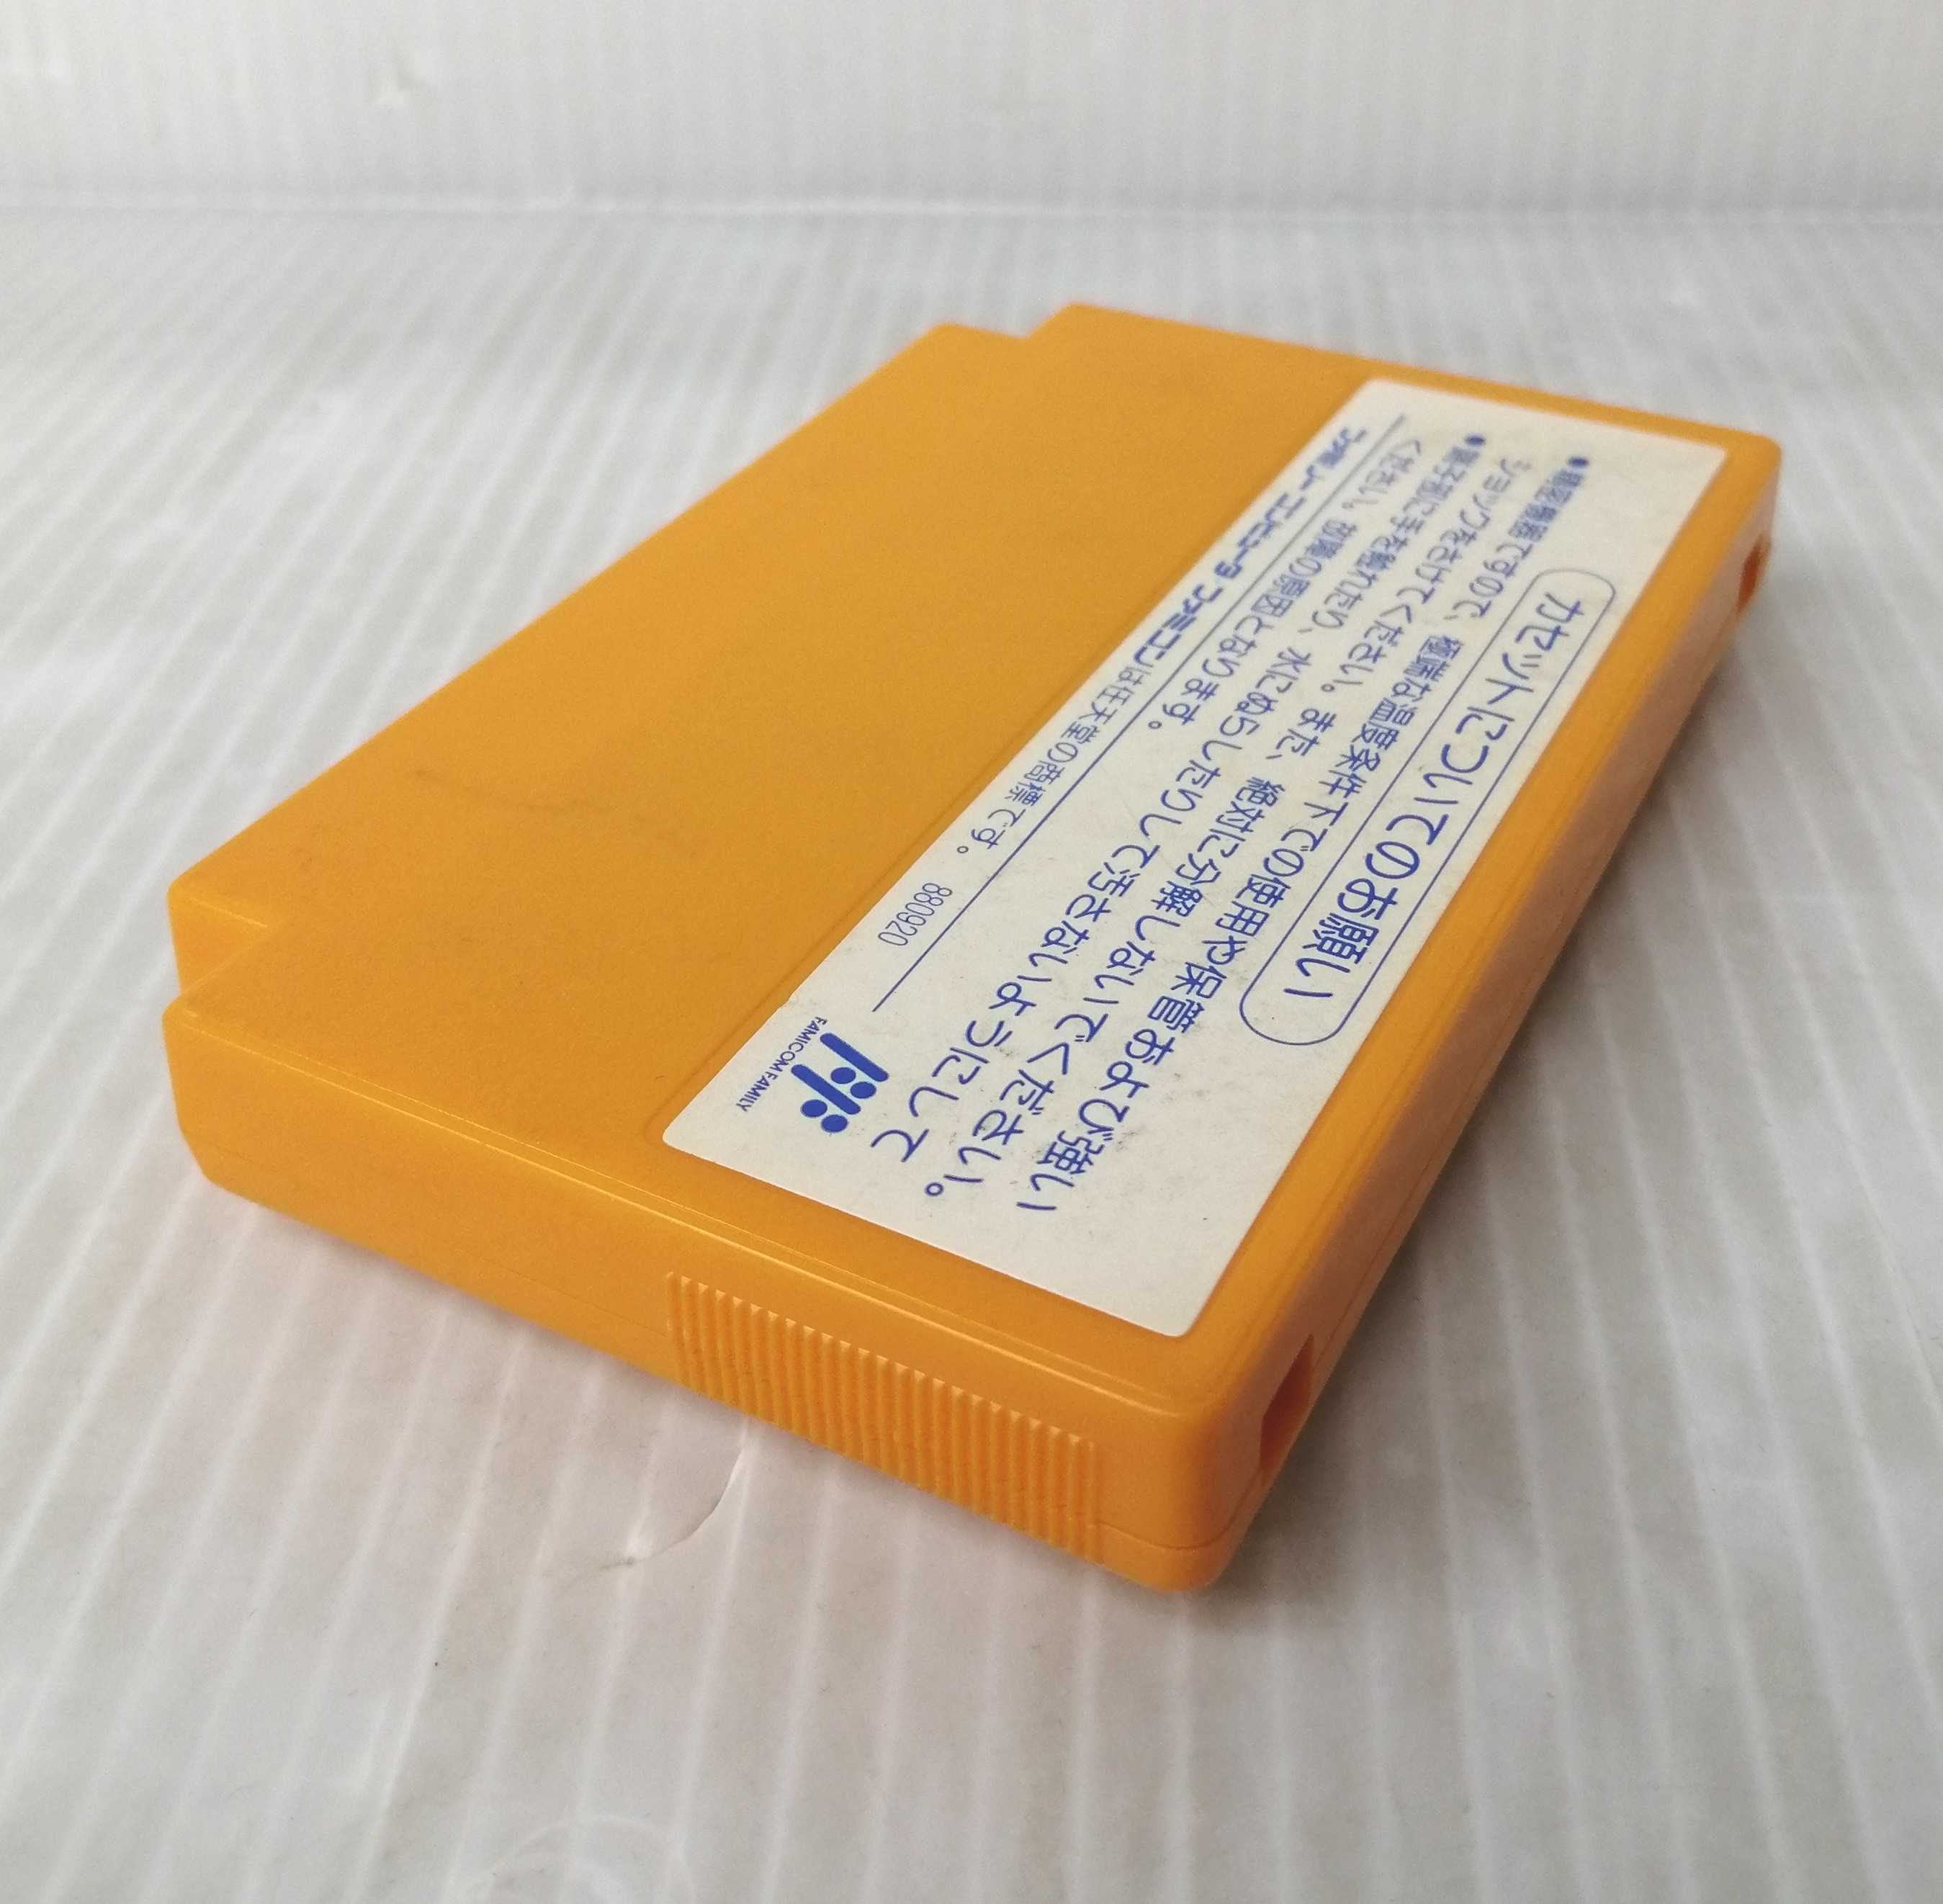 カセットについてのお願い
●精密機器ですので、極端な温度条件下での使用や保管および強い
ショックをさけてください。また、絶対に分解しないでください。
●端子部に手を触れたり、水にぬらしたりして汚さないようにして
ください。故障の原因となります。
ファミリーコンピュータ ファミコンは任天堂の商標です。 880920
FAMICOM FAMILY